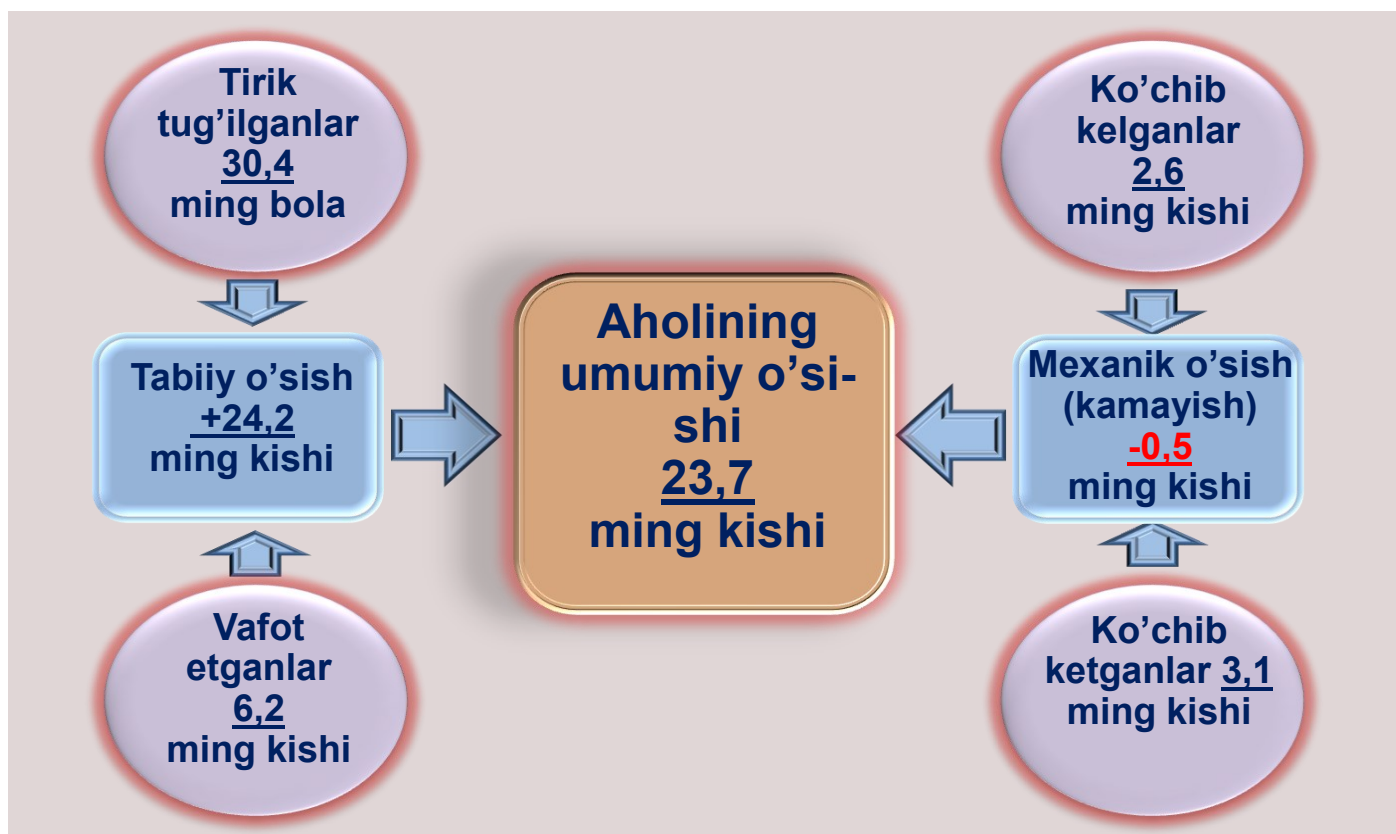 Tirik
tug’ilganlar
30,4
ming bola
Tabiiy o’sish
+24,2
ming kishi
Vafot
etganlar
6,2
ming kishi
Aholining
umumiy o’si-
shi
23,7
ming kishi
Ko’chib
kelganlar
2,6
ming kishi
Mexanik o’sish
(kamayish)
-0,5
ming kishi
Ko’chib
ketganlar 3,1
ming kishi